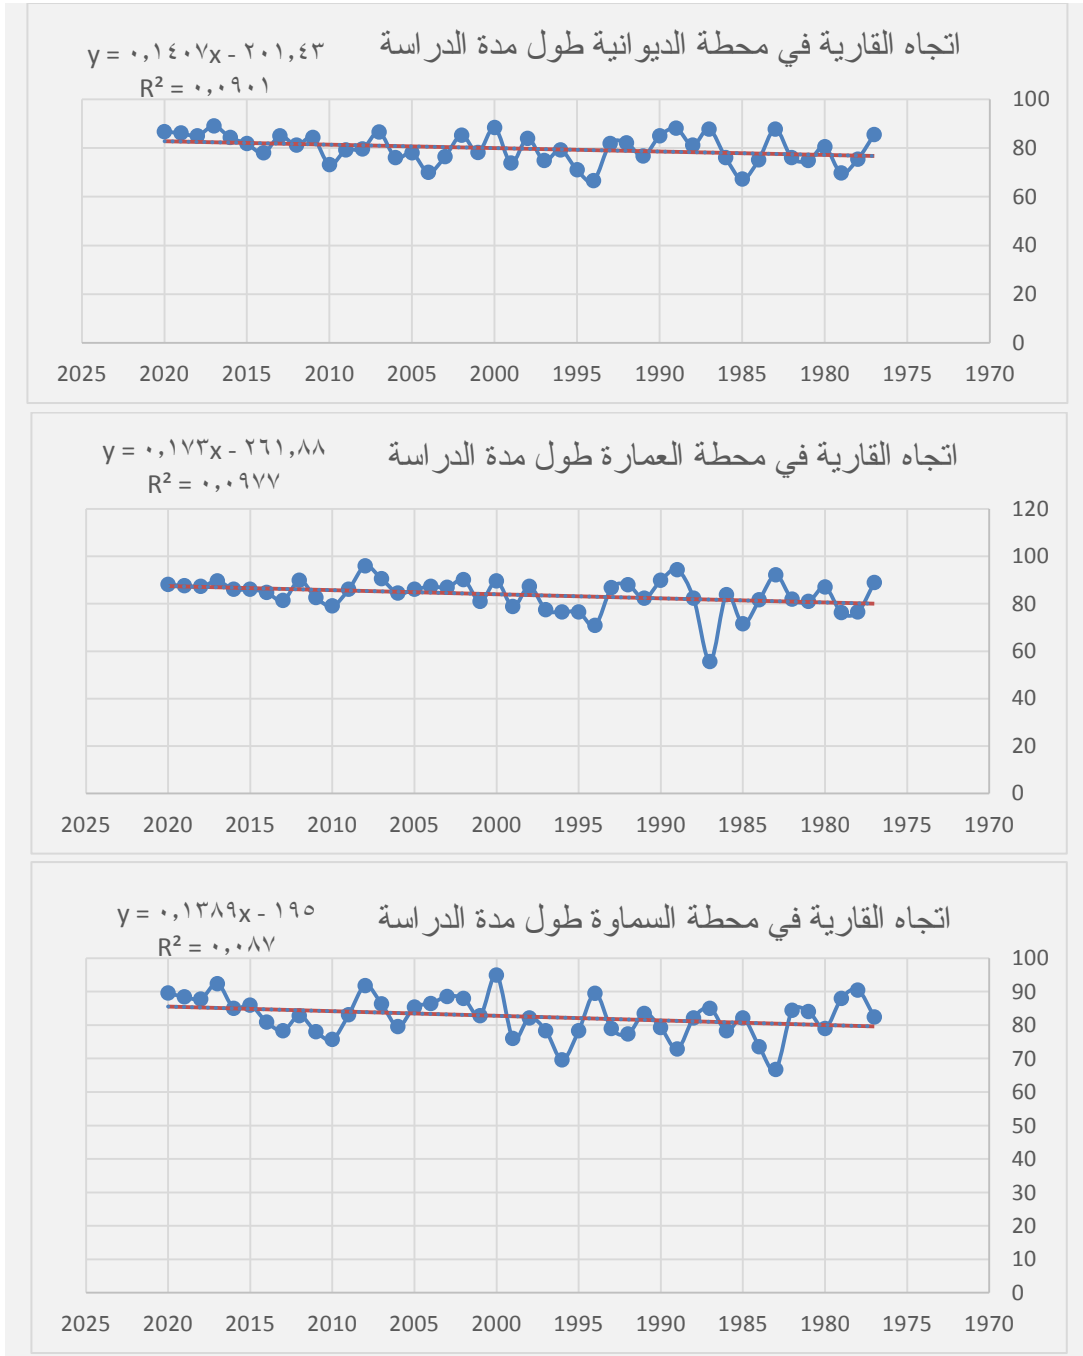 اتجاه القارية في محطة الديوانية طول مدة الدراسة
y = ٠,١٤٠٧x - ٢٠١,٤٣
R² = ٠,٠٩٠١
100
80
60
40
20
0
2025 2020 2015 2010 2005 2000 1995 1990 1985 1980 1975 1970
اتجاه القارية في محطة العمارة طول مدة الدراسة
y = ٠,١٧٣x - ٢٦١,٨٨
R² = ٠,٠٩٧٧
120
100
80
60
40
20
0
2025 2020 2015 2010 2005 2000 1995 1990 1985 1980 1975 1970
اتجاه القارية في محطة السماوة طول مدة الدراسة
y = ٠,١٣٨٩x - ١٩٥
R² = ٠,٠٨٧
100
90
80
70
60
50
40
30
20
10
0
2025 2020 2015 2010 2005 2000 1995 1990 1985 1980 1975 1970